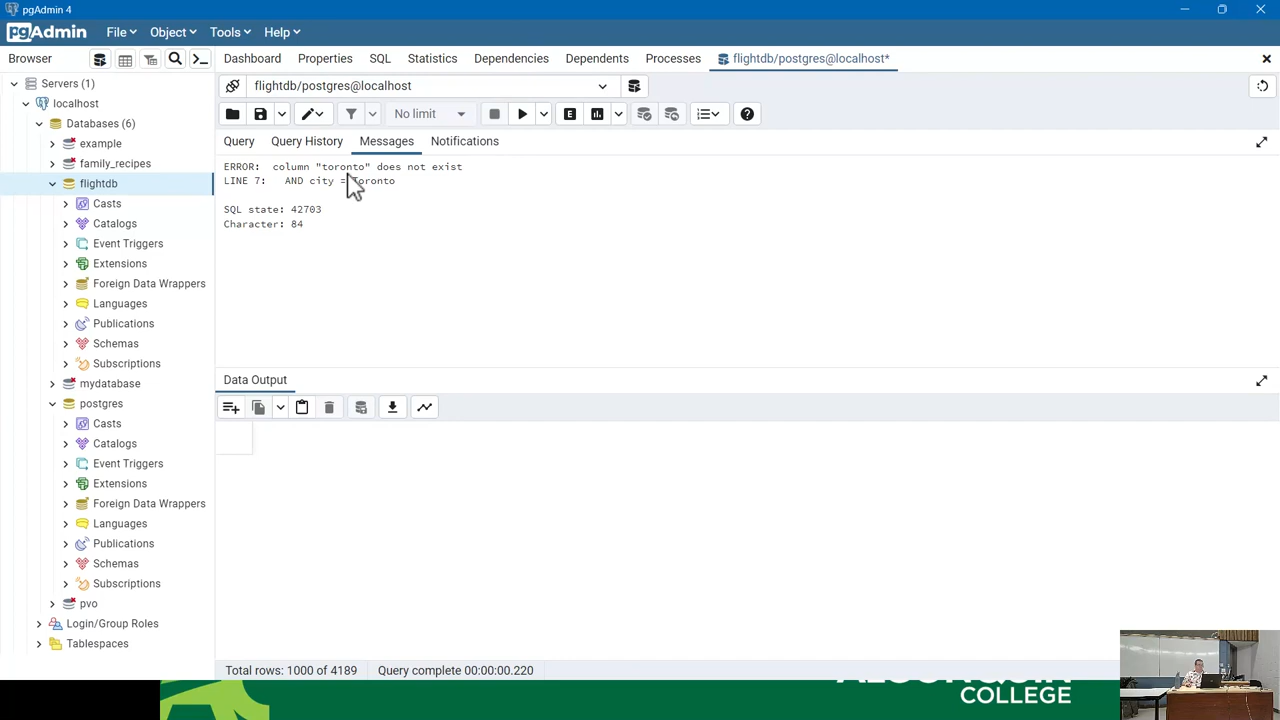 pgAdmin 4
pgAdmin File Object Tools Help
Browser
Dashboard Properties SQL Statistics Dependencies Dependents Processes flightdb/postgres@localhost*
Servers (1)
localhost
Databases (6)
example
family_recipes
flightdb
Casts
Catalogs
Event Triggers
Extensions
Foreign Data Wrappers
Languages
Publications
Schemas
Subscriptions
mydatabase
postgres
Casts
Catalogs
Event Triggers
Extensions
Foreign Data Wrappers
Languages
Publications
Schemas
Subscriptions
pvo
Login/Group Roles
Tablespaces
flightdb/postgres@localhost
No limit
E
Query Query History Messages Notifications
ERROR: column "toronto" does not exist
LINE 7: AND city = Toronto
SQL state: 42703
Character: 84
Data Output
Total rows: 1000 of 4189 Query complete 00:00:00.220
COLLEGE